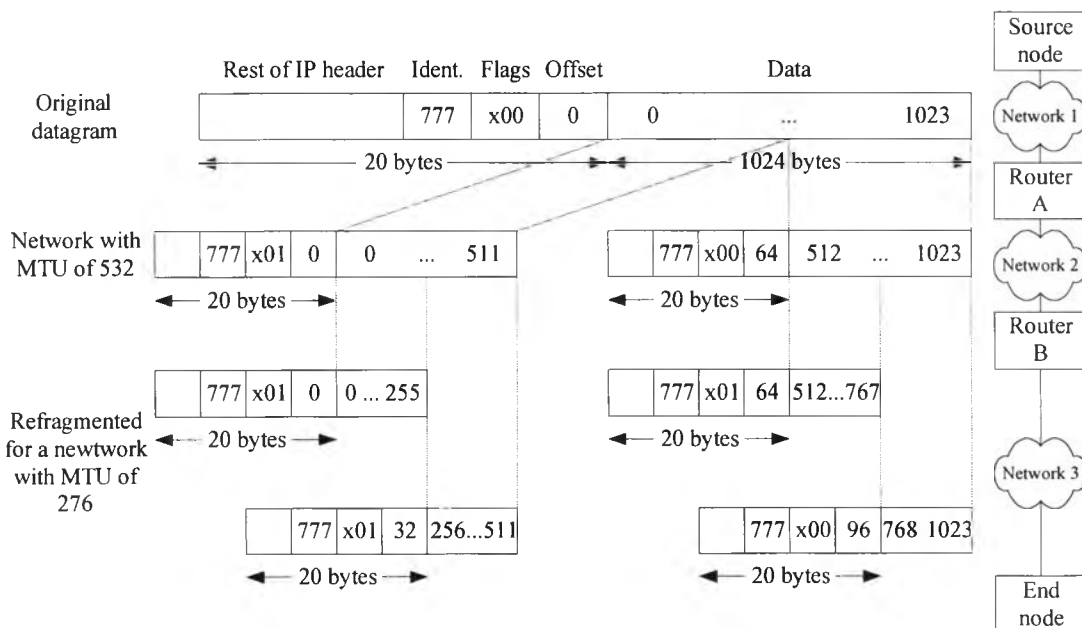 Source
node
Rest of IP header Ident. Flags Offset Data
Original
datagram
777 x00 0 0 ... 1023
Network 1
20 bytes 1024 bytes
Router
A
Network with
MTU of 532
777 x01 0 0 ... 511
777 x00 64 512 ... 1023
Network 2
20 bytes 20 bytes
Router
B
777 x01 0 0 ... 255
777 x01 64 512...767
Refragmented
for a newtwork
with MTU of
276
20 bytes 20 bytes
Network 3
777 x01 32 256...511
777 x00 96 768 1023
20 bytes 20 bytes
End
node